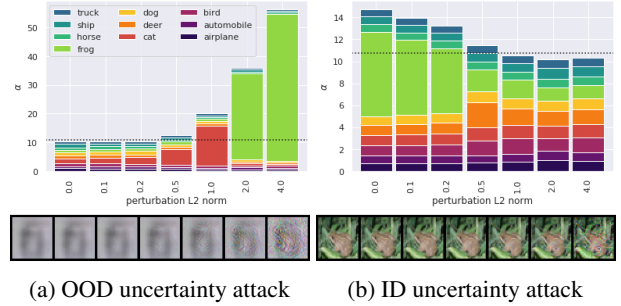 truck
ship
horse
frog
dog
deer
cat
bird
automobile
airplane
α
50
40
30
20
10
0
0.0 0.1 0.2 0.5 1.0 2.0 4.0
perturbation L2 norm
(a) OOD uncertainty attack
α
14
12
10
8
6
4
2
0
0.0 0.1 0.2 0.5 1.0 2.0 4.0
perturbation L2 norm
(b) ID uncertainty attack